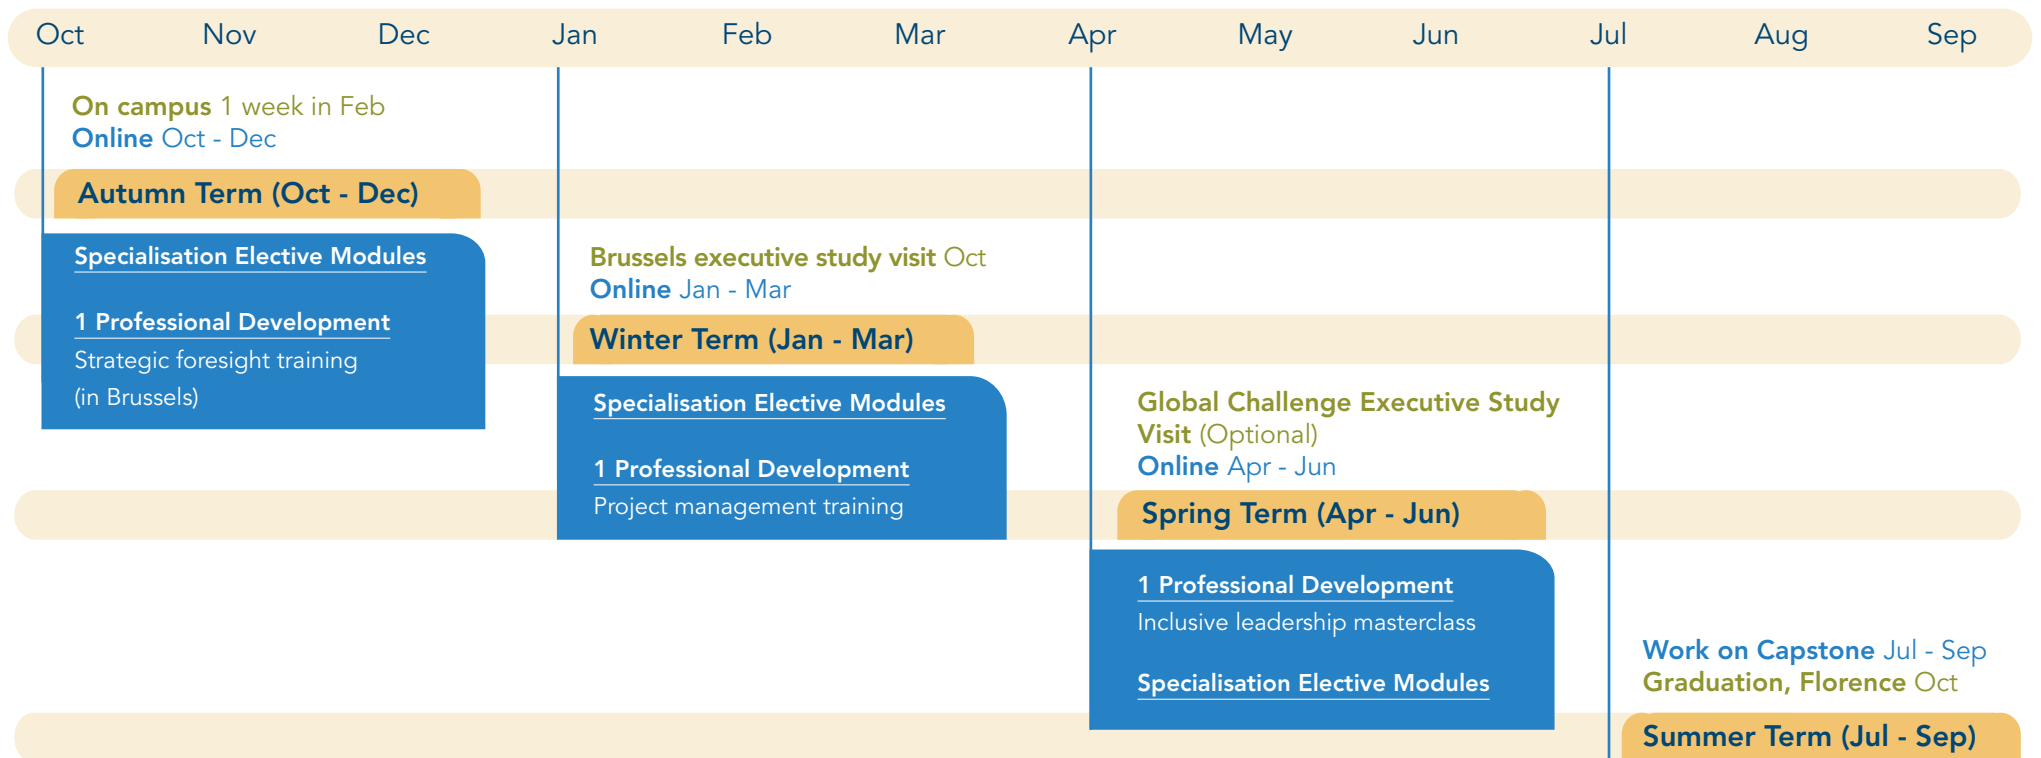 Oct Nov Dec Jan Feb Mar Apr May Jun Jul Aug Sep
On campus 1 week in Feb
Online Oct - Dec
Autumn Term (Oct - Dec)
Specialisation Elective Modules
1 Professional Development
Strategic foresight training
(in Brussels)
Brussels executive study visit Oct
Online Jan - Mar
Winter Term (Jan - Mar)
Specialisation Elective Modules
1 Professional Development
Project management training
Global Challenge Executive Study
Visit (Optional)
Online Apr - Jun
Spring Term (Apr - Jun)
1 Professional Development
Inclusive leadership masterclass
Specialisation Elective Modules
Work on Capstone Jul - Sep
Graduation, Florence Oct
Summer Term (Jul - Sep)